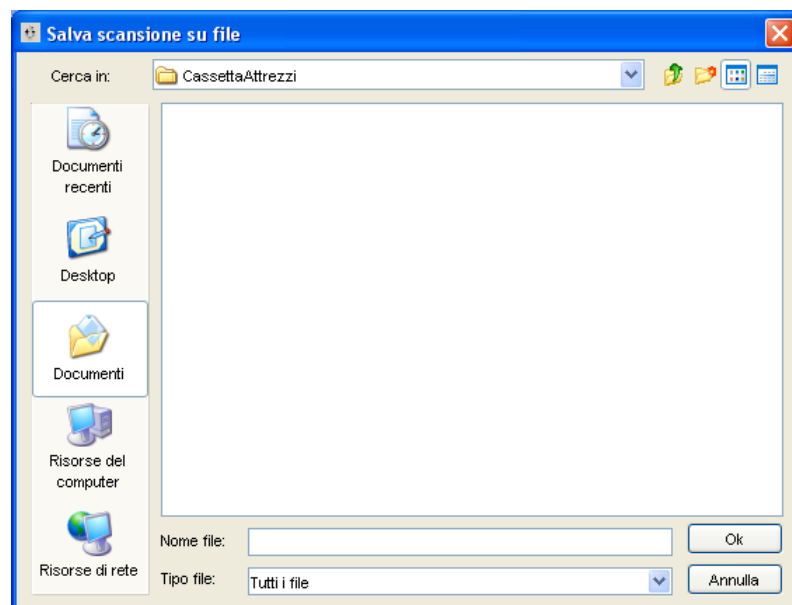 Salva scansione su file
Cerca in:
CassettaAttrezzi
Documenti
recenti
Desktop
Documenti
Risorse del
computer
Risorse di rete
Nome file:
Ok
Tipo file:
Tutti i file
Annulla